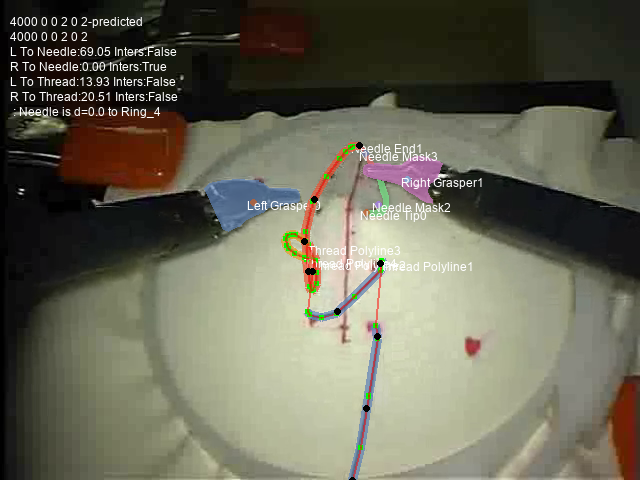 4000 0 0 2 0 2-predicted
4000 0 0 2 0 2
L To Needle:69.05 Inters:False
R To Needle:0.00 Inters:True
L To Thread:13.93 Inters:False
R To Thread:20.51 Inters:False
: Needle is d=0.0 to Ring_4
Needle End1
Needle Mask3
Right Grasper1
Left Grasper0
Needle Mask2
Needle Tip0
Thread Polyline3
Thread Polyline1